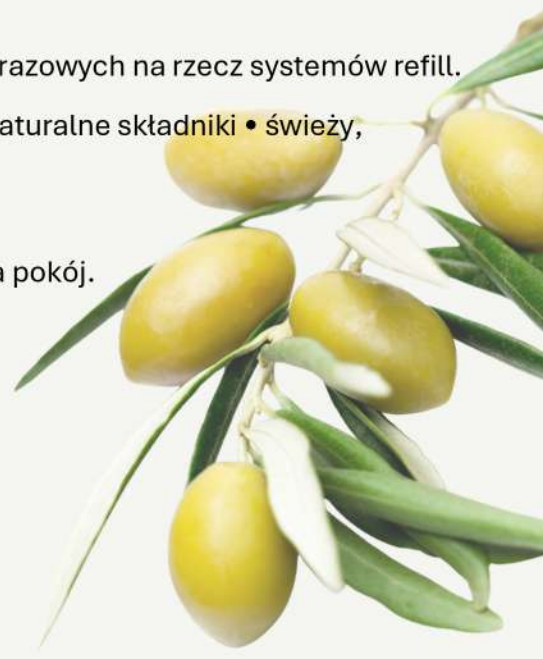 razowych na rzecz systemów refill.
aturalne składniki • świeży,
a pokój.